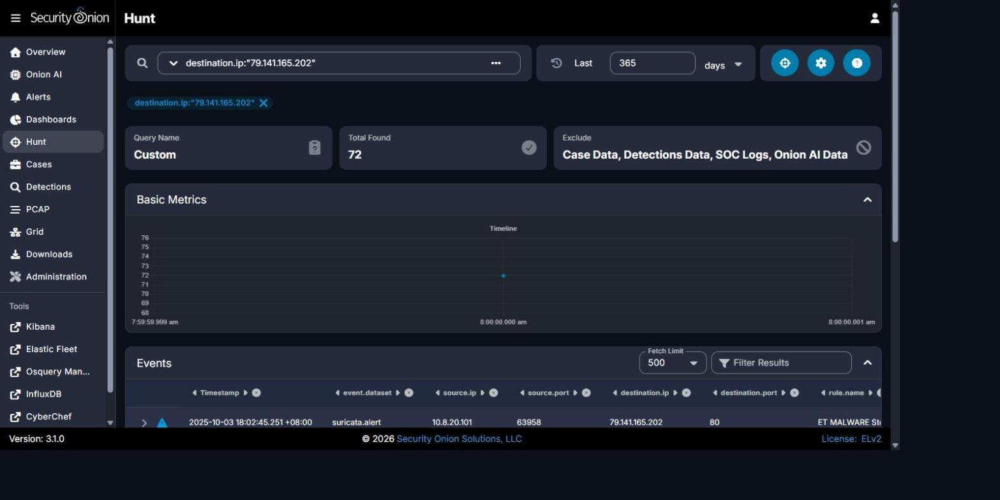 Security Onion
Hunt
Overview
Onion AI
Alerts
Dashboards
Hunt
Cases
Detections
PCAP
Grid
Downloads
Administration
Tools
Kibana
Elastic Fleet
Osquery Man...
InfluxDB
CyberChef
destination.ip:"79.141.165.202"
Last
365
days
destination.ip:"79.141.165.202"
Query Name
Custom
Total Found
72
Exclude
Case Data, Detections Data, SOC Logs, Onion AI Data
Basic Metrics
Timeline
76
75
74
73
72
71
70
69
68
7:59:59.999 am 8:00:00.000 am 8:00:00.001 am
Events
Fetch Limit
500
Filter Results
Timestamp event.dataset source.ip source.port destination.ip destination.port rule.name
2025-10-03 18:02:45.251 +08:00 suricata.alert 10.8.20.101 63958 79.141.165.202 80 ET MALWARE
Version: 3.1.0
© 2026 Security Onion Solutions, LLC
License: ELv2